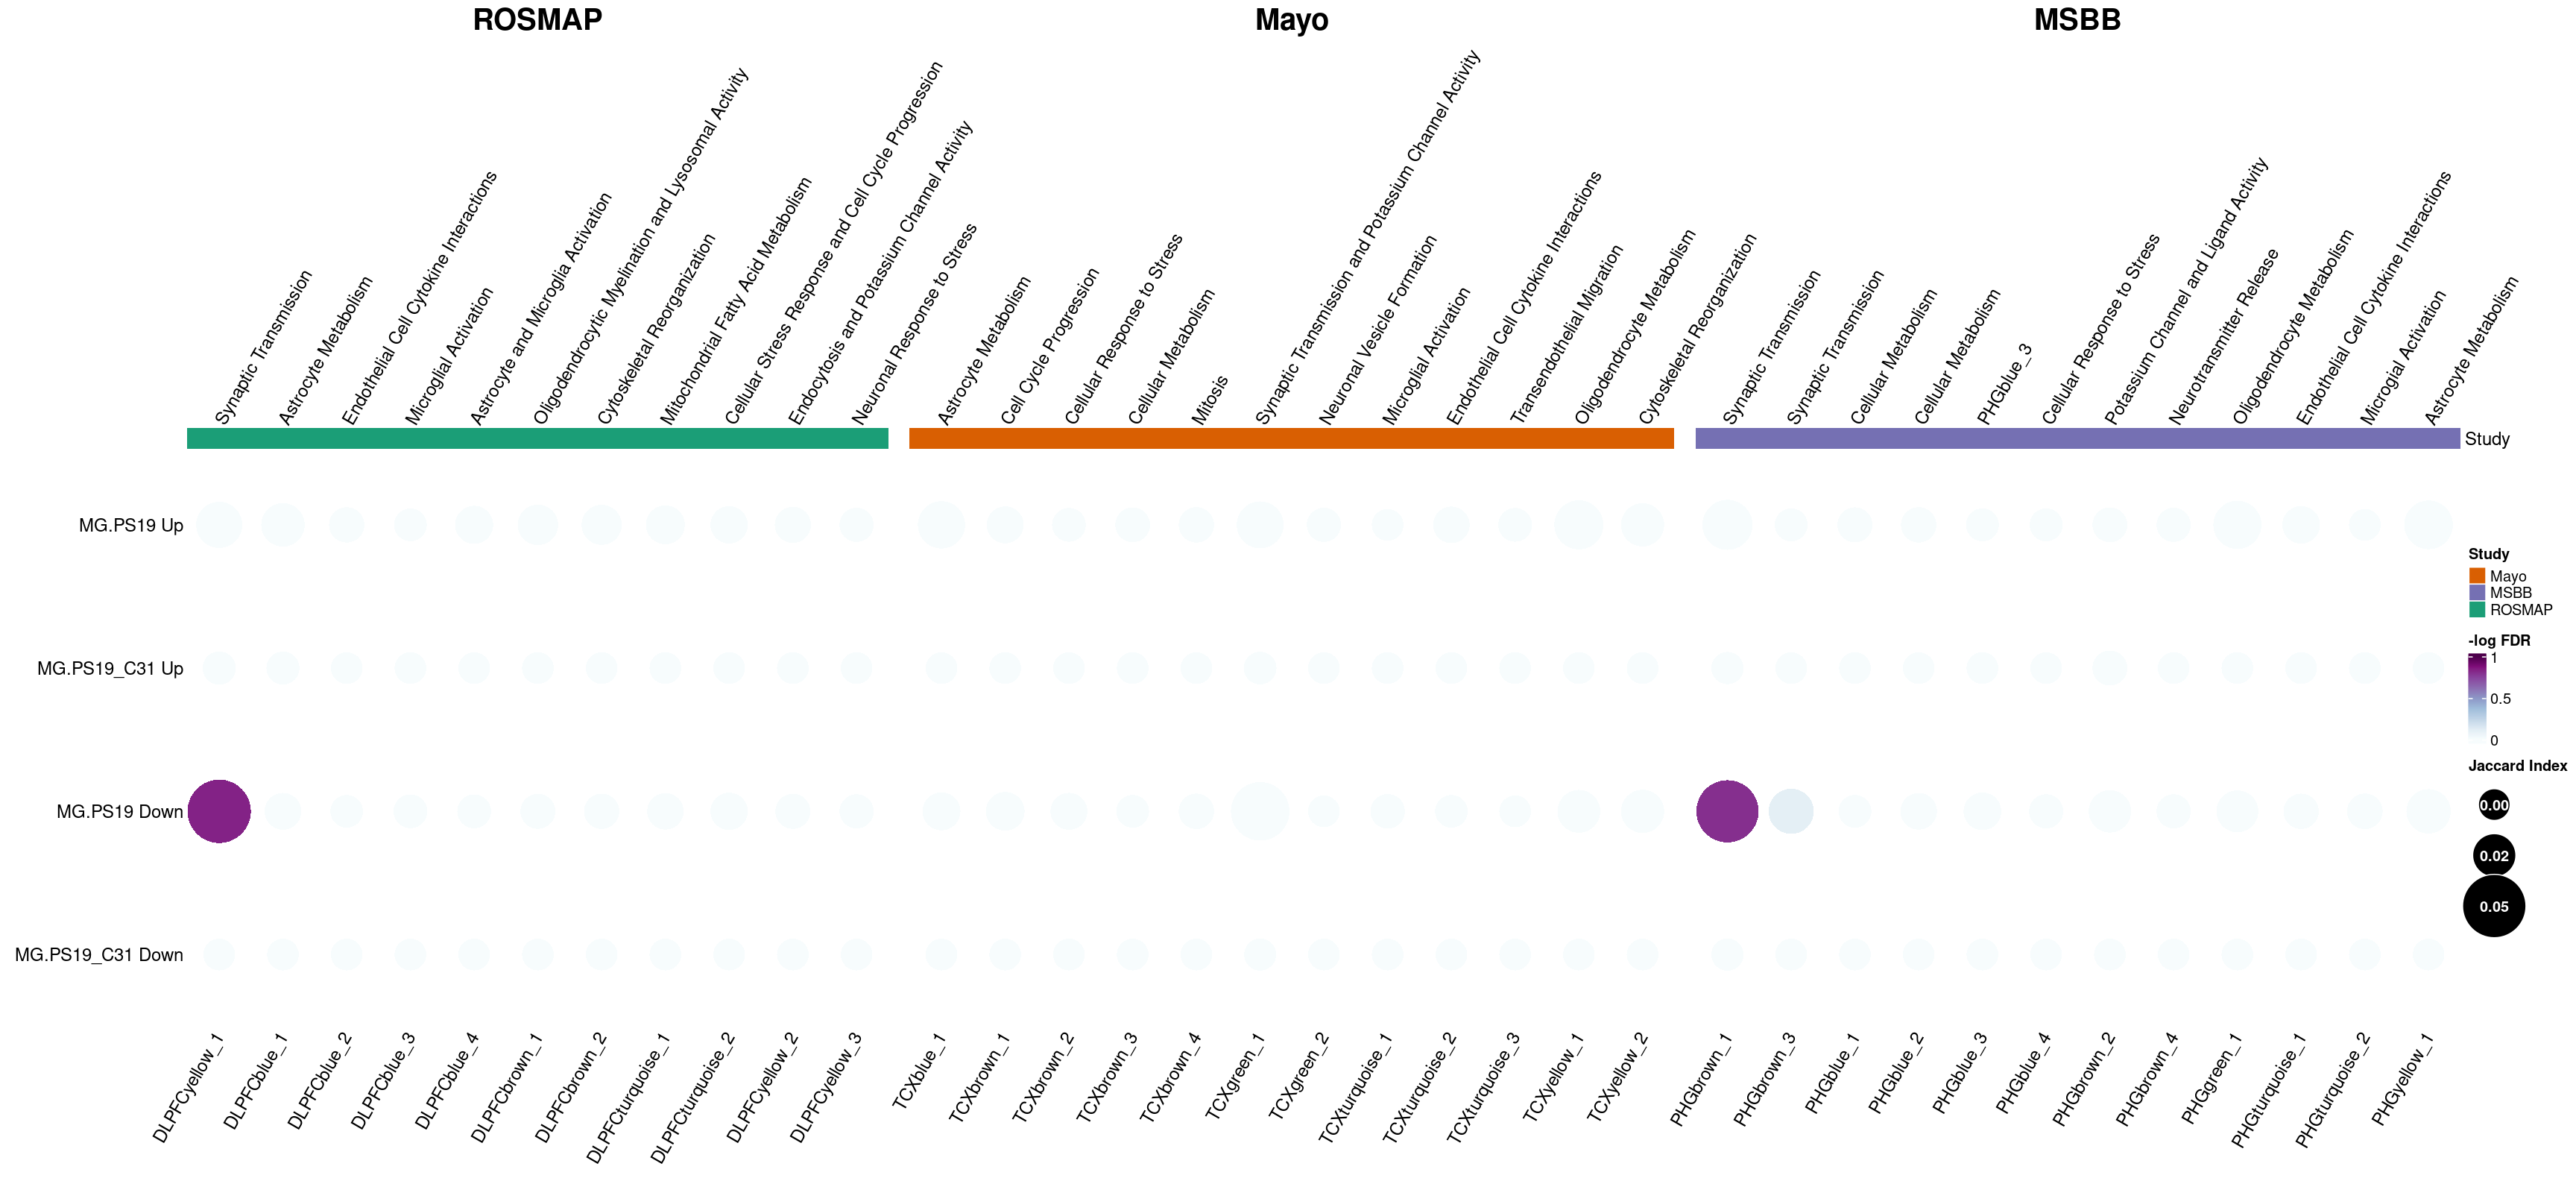 ROSMAP
Mayo
MSBB
Synaptic Transmission
Astrocyte Metabolism
Endothelial Cell Cytokine Interactions
Microglial Activation
Astrocyte and Microglia Activation
Oligodendrocytic Myelination and Lysosomal Activity
Cytoskeletal Reorganization
Mitochondrial Fatty Acid Metabolism
Cellular Stress Response and Cell Cycle Progression
Endocytosis and Potassium Channel Activity
Neuronal Response to Stress
Astrocyte Metabolism
Cell Cycle Progression
Cellular Response to Stress
Cellular Metabolism
Mitosis
Synaptic Transmission and Potassium Channel Activity
Neuronal Vesicle Formation
Microglial Activation
Endothelial Cell Cytokine Interactions
Transendothelial Migration
Oligodendrocyte Metabolism
Cytoskeletal Reorganization
Synaptic Transmission
Synaptic Transmission
Cellular Metabolism
Cellular Metabolism
PHGblue_3
Cellular Response to Stress
Potassium Channel and Ligand Activity
Neurotransmitter Release
Oligodendrocyte Metabolism
Endothelial Cell Cytokine Interactions
Microgial Activation
Astrocyte Metabolism
Study
MG.PS19 Up
MG.PS19_C31 Up
MG.PS19 Down
MG.PS19_C31 Down
Study
Mayo
MSBB
ROSMAP
-log FDR
1
0.5
0
Jaccard Index
0.00
0.02
0.05
DLPFCyellow_1
DLPFCblue_1
DLPFCblue_2
DLPFCblue_3
DLPFCblue_4
DLPFCbrown_1
DLPFCbrown_2
DLPFCturquoise_1
DLPFCturquoise_2
DLPFCyellow_2
DLPFCyellow_3
TCXblue_1
TCXbrown_1
TCXbrown_2
TCXbrown_3
TCXbrown_4
TCXgreen_1
TCXgreen_2
TCXturquoise_1
TCXturquoise_2
TCXturquoise_3
TCXyellow_1
TCXyellow_2
PHGbrown_1
PHGbrown_3
PHGblue_1
PHGblue_2
PHGblue_3
PHGblue_4
PHGbrown_2
PHGbrown_4
PHGgreen_1
PHGturquoise_1
PHGturquoise_2
PHGyellow_1